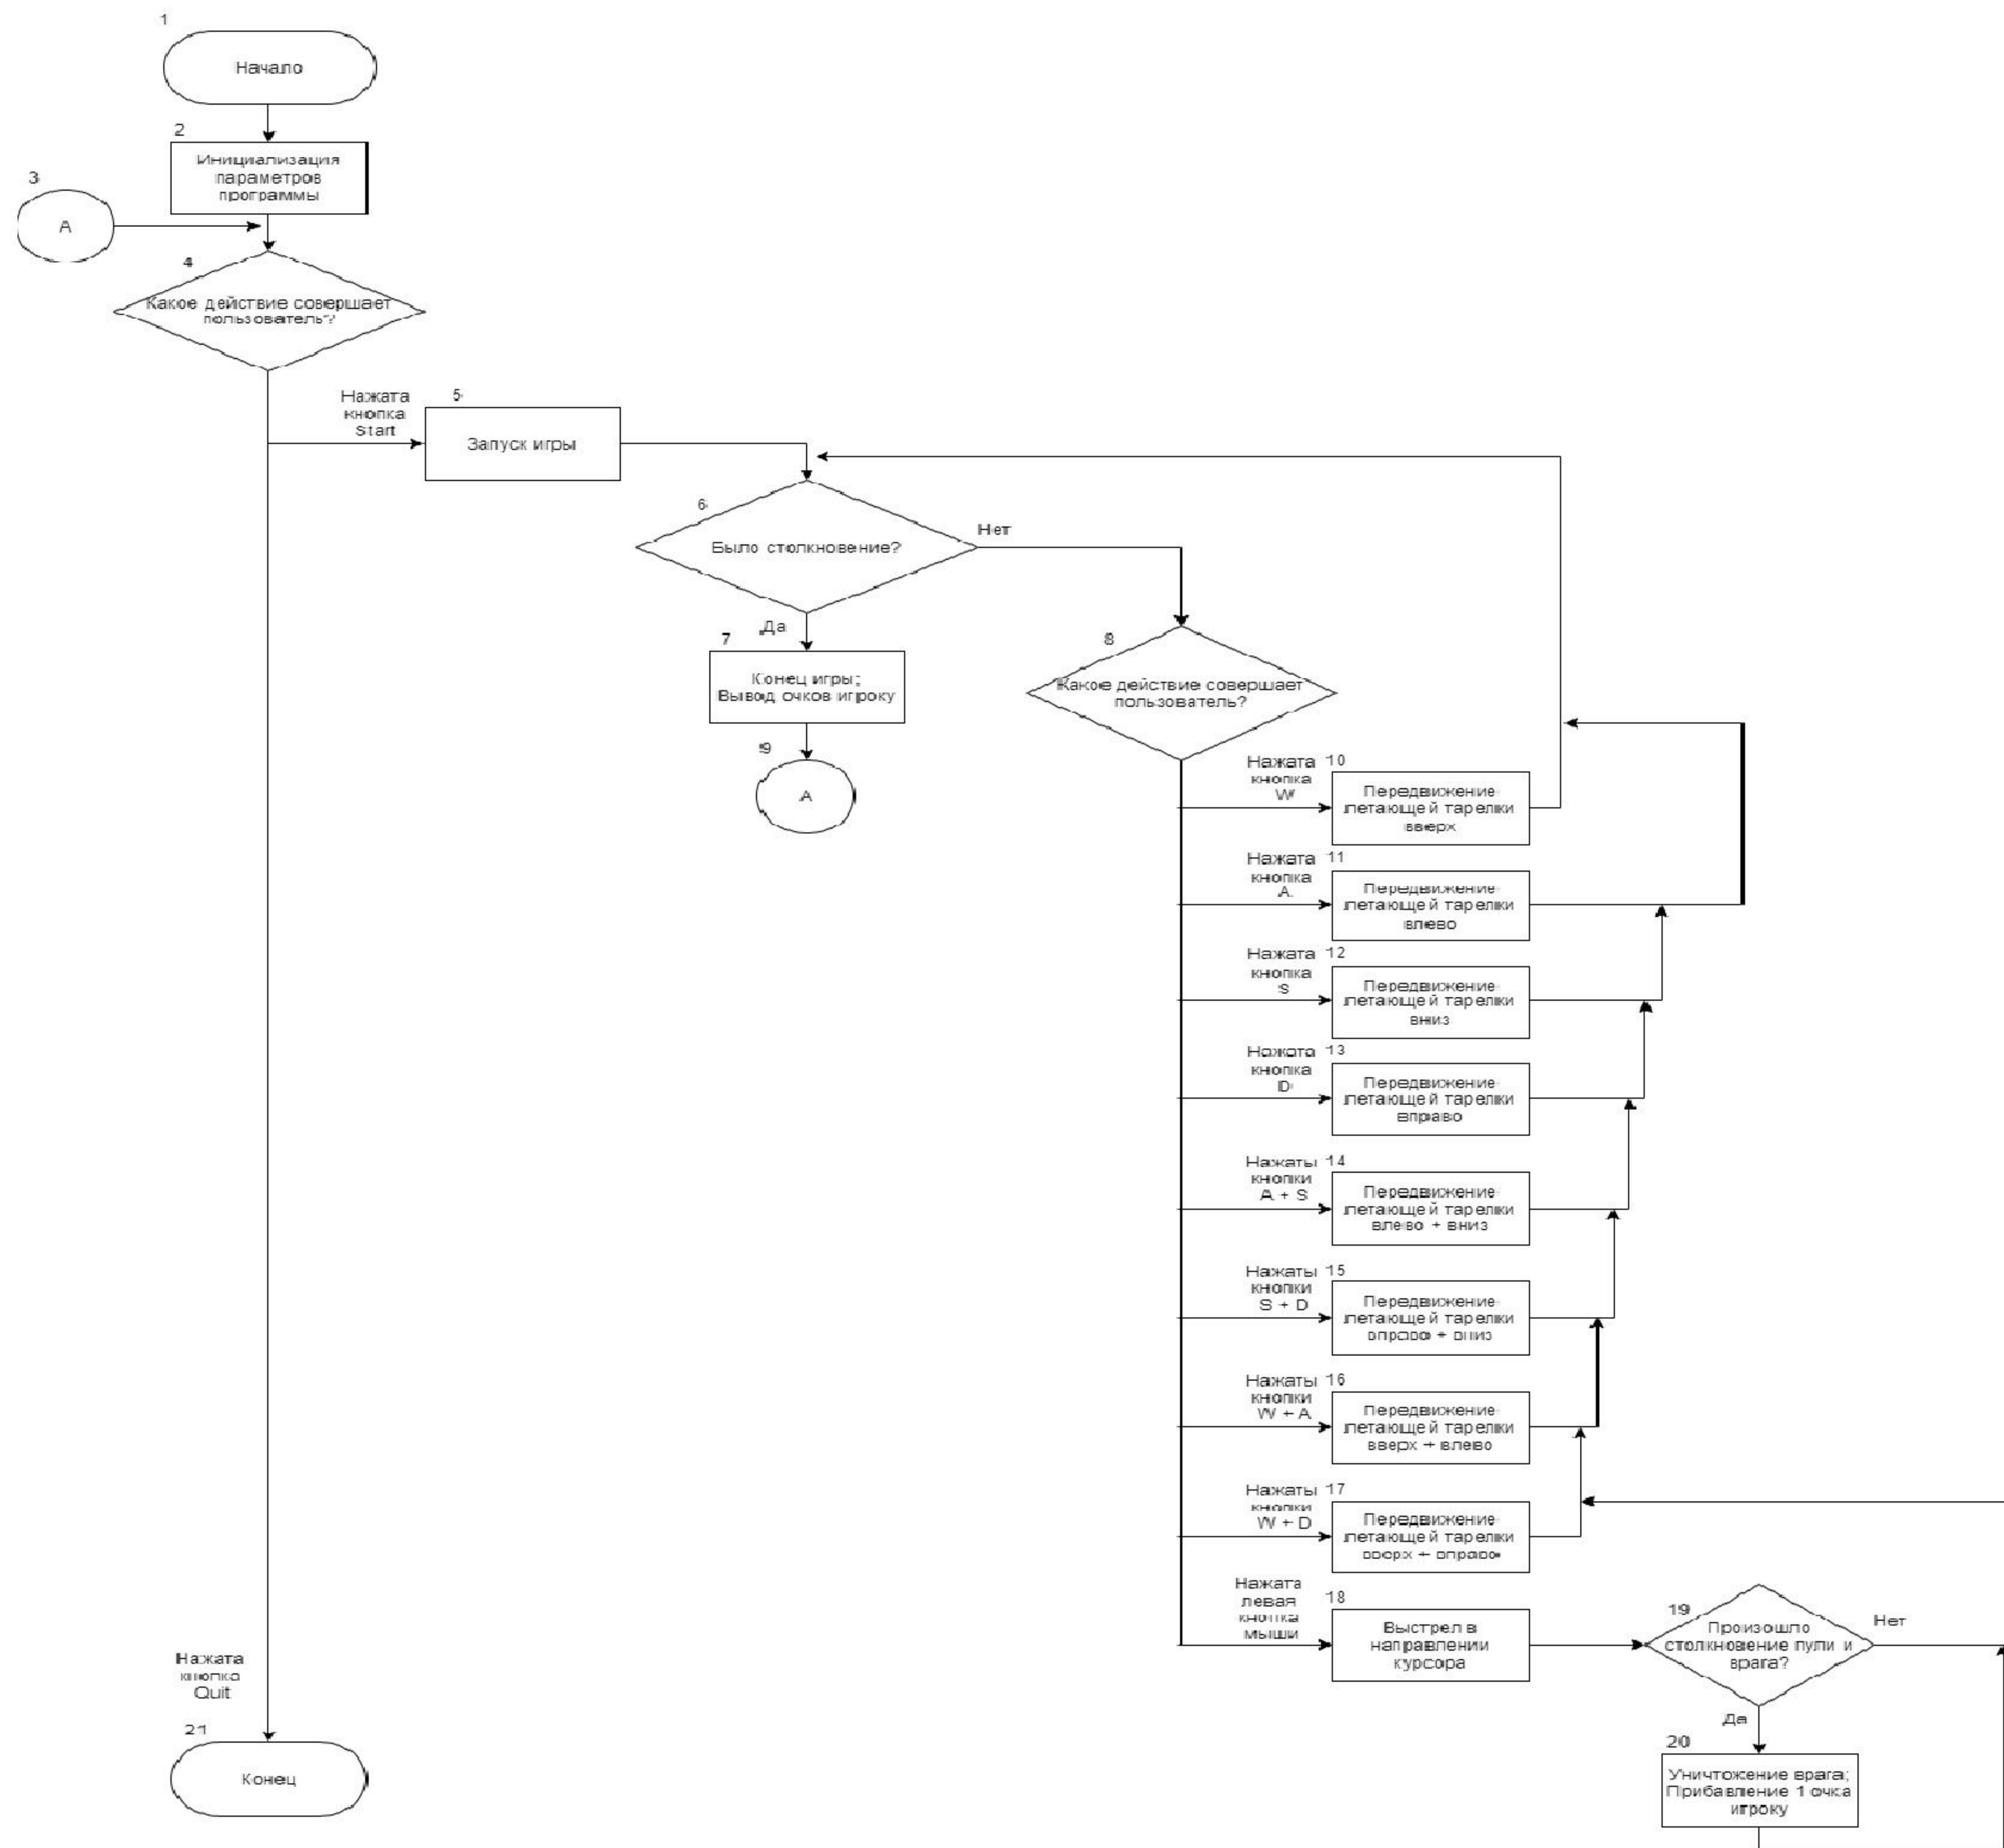 1
Начало
2
Инициализация
параметров
программы
3
А
4
Какое действие совершает
пользователь?
Нажата
кнопка
Start
5
Запуск игры
6
Было столкновение?
Нет
Да
7
Конец игры;
Вывод очков игроку
9
А
8
Какое действие совершает
пользователь?
Нажата
кнопка
W
10
Передвижение
летающей тарелки
вверх
Нажата
кнопка
A
11
Передвижение
летающей тарелки
влево
Нажата
кнопка
S
12
Передвижение
летающей тарелки
вниз
Нажата
кнопка
D
13
Передвижение
летающей тарелки
вправо
Нажаты
кнопки
A + S
14
Передвижение
летающей тарелки
влево + вниз
Нажаты
кнопки
S + D
15
Передвижение
летающей тарелки
вправо + вниз
Нажаты
кнопки
W + A
16
Передвижение
летающей тарелки
вверх + влево
Нажаты
кнопки
W + D
17
Передвижение
летающей тарелки
вверх + вправо
Нажата
левая
кнопка
мыши
18
Выстрел в
направлении
курсора
19
Произошло
столкновение пули и
врага?
Нет
Да
20
Уничтожение врага;
Прибавление 1 очка
игроку
Нажата
кнопка
Quit
21
Конец